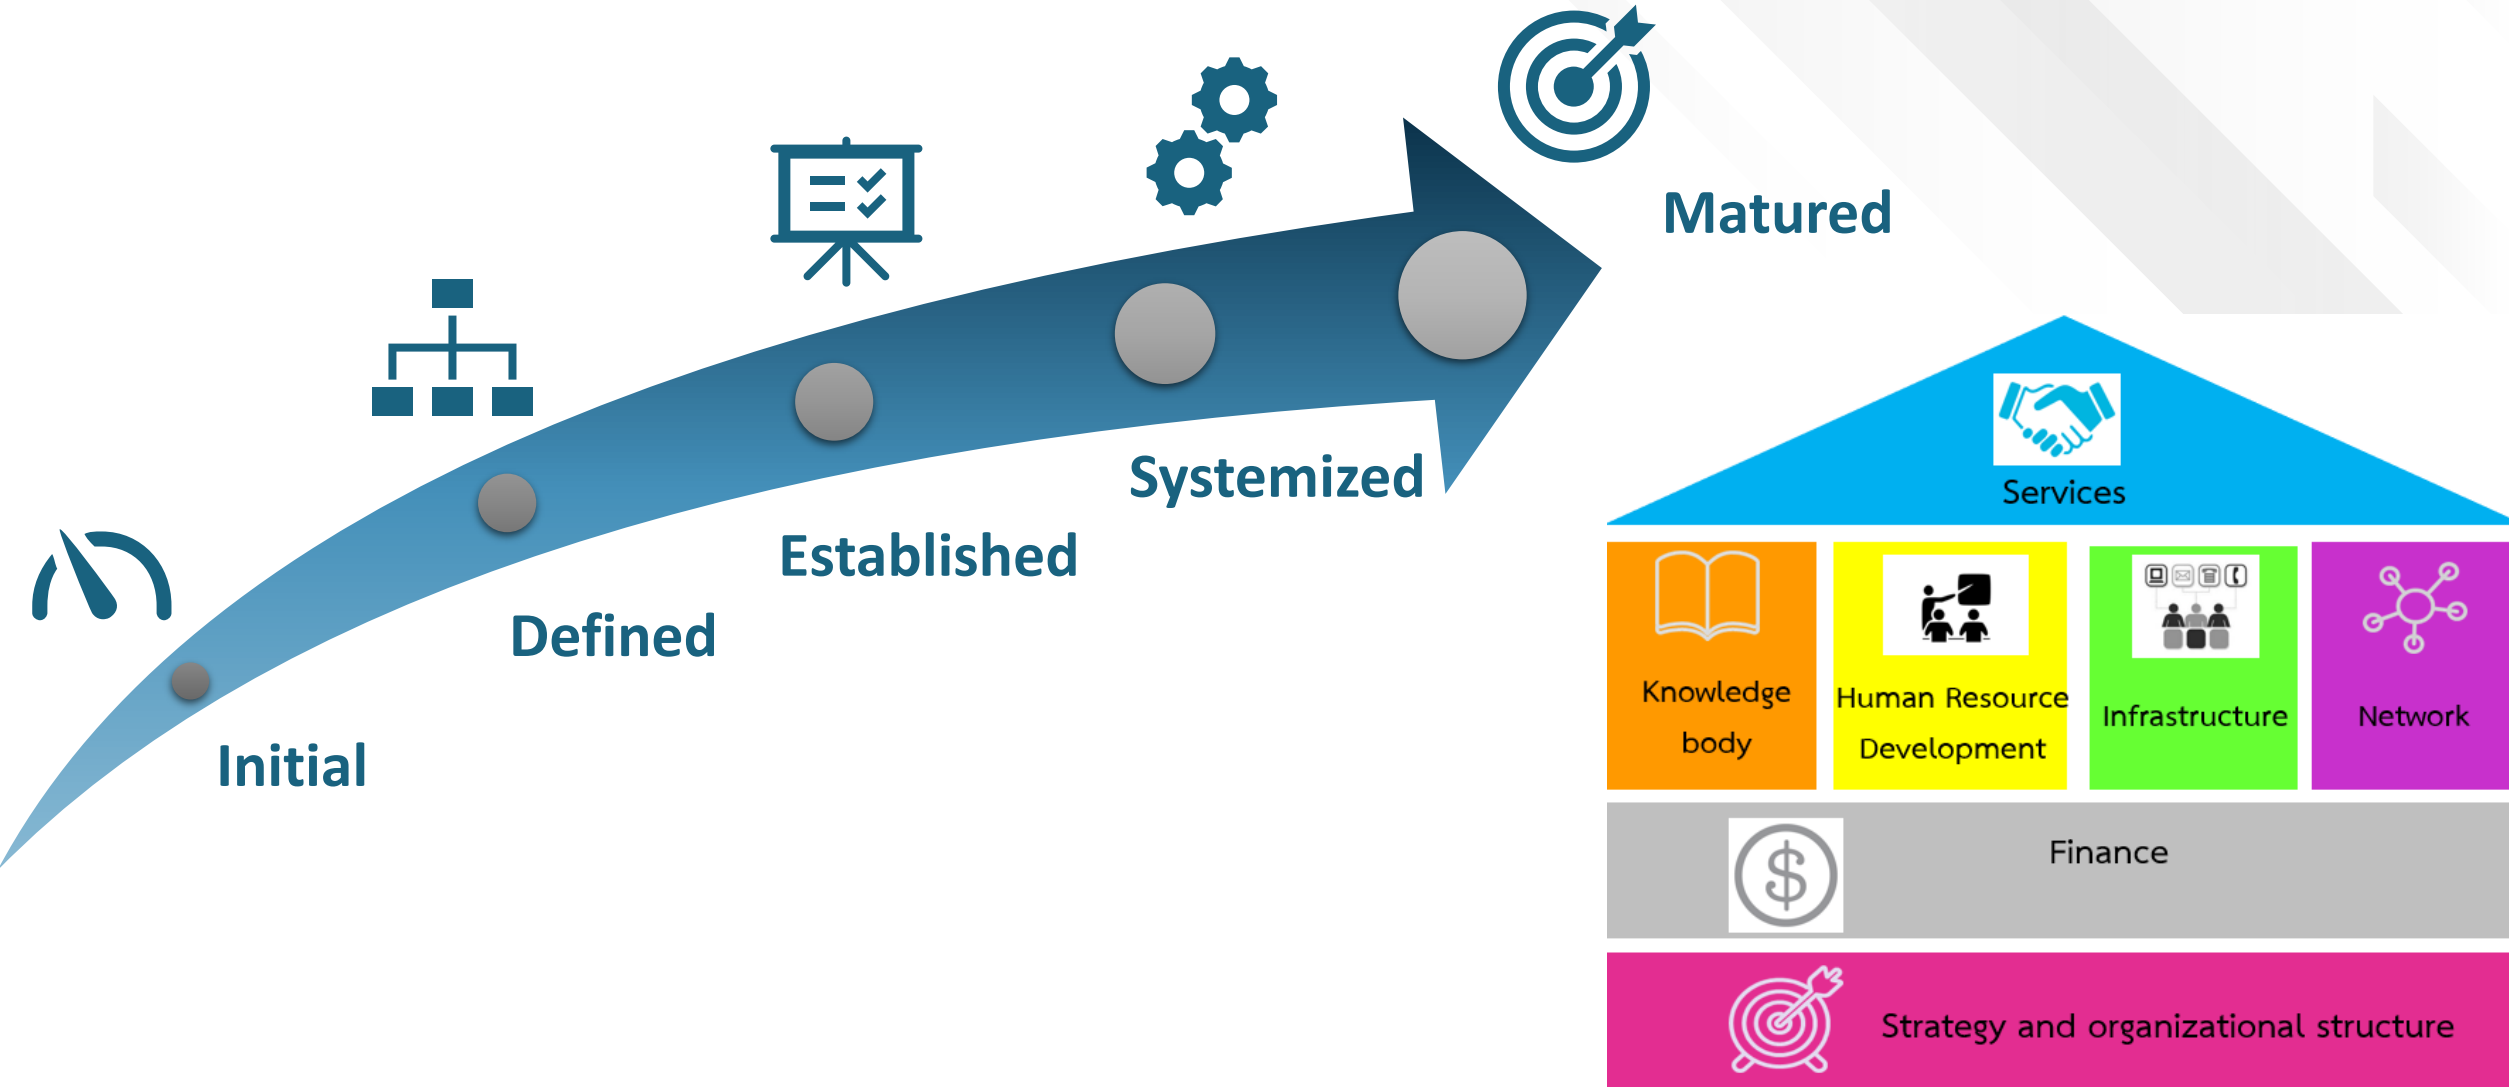 Matured
Systemized
Established
Defined
Initial
Services
Knowledge
body
Human Resource
Development
Infrastructure
Network
Finance
Strategy and organizational structure